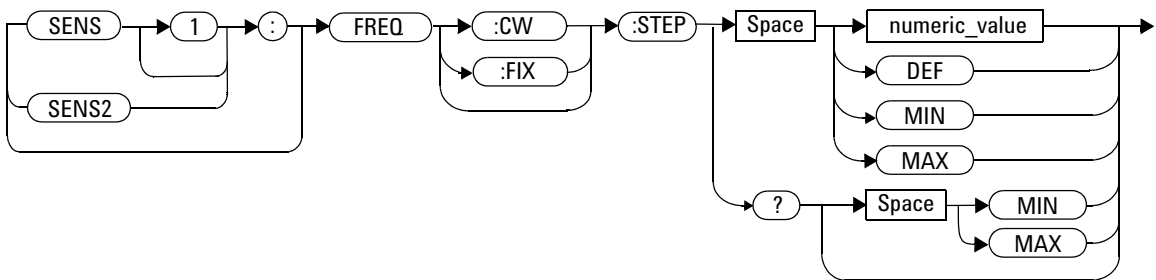 SENS 1 : FREQ :CW :STEP Space numeric_value
:FIX DEF
SENS2 MIN
MAX
? Space MIN
MAX